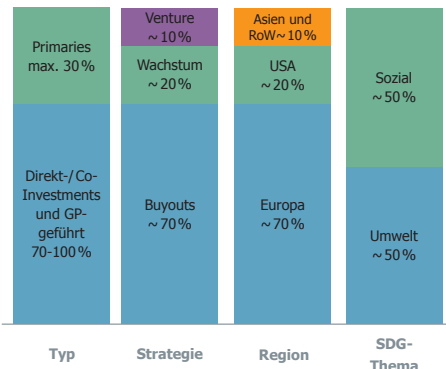 Primaries
max. 30 %
Direkt-/ Co-
Investments
und GP-
geführt
70-100 %
Typ
Venture
~ 10 %
Wachstum
~ 20 %
Buyouts
~ 70 %
Strategie
Asien und
RoW~ 10 %
USA
~ 20 %
Europa
~ 70 %
Region
Sozial
~ 50 %
Umwelt
~ 50 %
SDG-
Thema